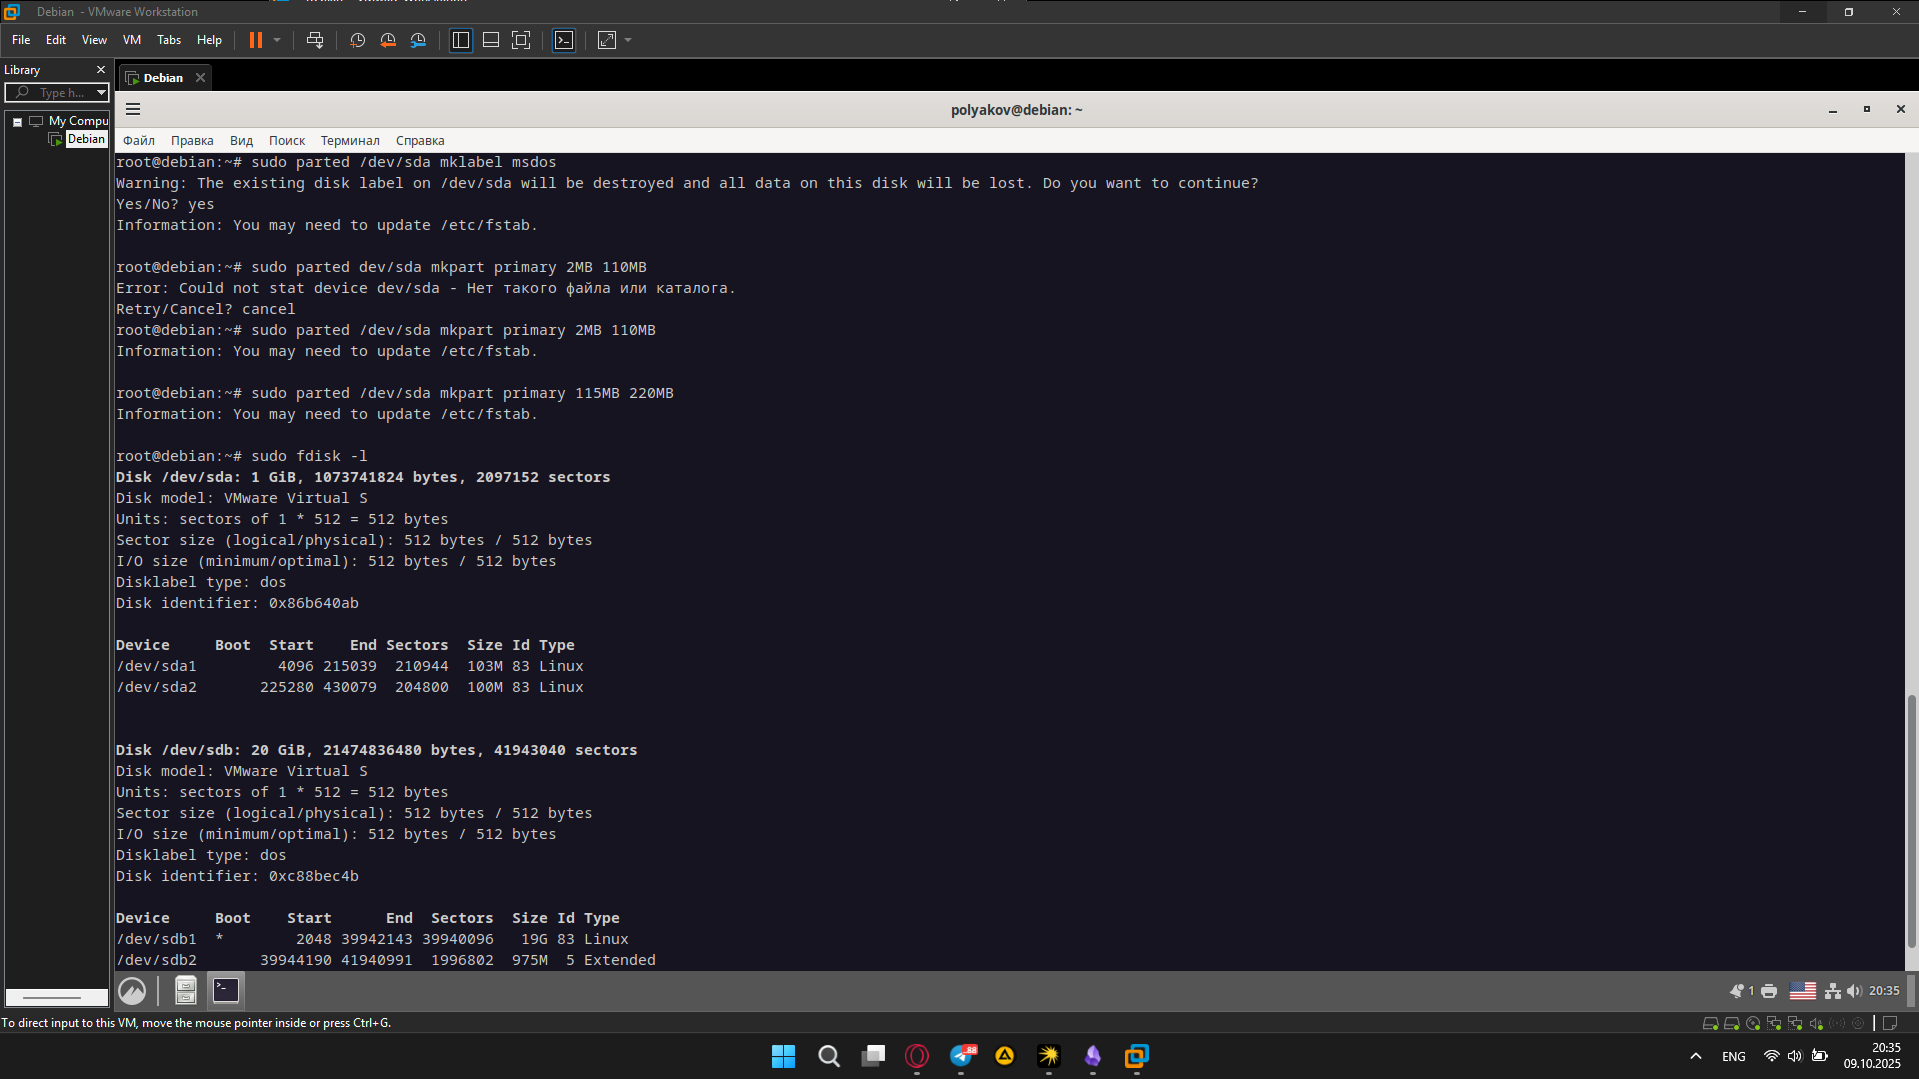 Debian - VMware Workstation
File Edit View VM Tabs Help
Library
Debian
Type h...
My Compu
Debian
polyakov@debian: ~
Файл Правка Вид Поиск Терминал Справка
root@debian:~# sudo parted /dev/sda mklabel msdos
Warning: The existing disk label on /dev/sda will be destroyed and all data on this disk will be lost. Do you want to continue?
Yes/No? yes
Information: You may need to update /etc/fstab.
root@debian:~# sudo parted dev/sda mkpart primary 2MB 110MB
Error: Could not stat device dev/sda - Нет такого файла или каталога.
Retry/Cancel? cancel
root@debian:~# sudo parted /dev/sda mkpart primary 2MB 110MB
Information: You may need to update /etc/fstab.
root@debian:~# sudo parted /dev/sda mkpart primary 115MB 220MB
Information: You may need to update /etc/fstab.
root@debian:~# sudo fdisk -l
Disk /dev/sda: 1 GiB, 1073741824 bytes, 2097152 sectors
Disk model: VMware Virtual S
Units: sectors of 1 * 512 = 512 bytes
Sector size (logical/physical): 512 bytes / 512 bytes
I/O size (minimum/optimal): 512 bytes / 512 bytes
Disklabel type: dos
Disk identifier: 0x86b640ab
Device Boot Start End Sectors Size Id Type
/dev/sda1 4096 215039 210944 103M 83 Linux
/dev/sda2 225280 430079 204800 100M 83 Linux
Disk /dev/sdb: 20 GiB, 21474836480 bytes, 41943040 sectors
Disk model: VMware Virtual S
Units: sectors of 1 * 512 = 512 bytes
Sector size (logical/physical): 512 bytes / 512 bytes
I/O size (minimum/optimal): 512 bytes / 512 bytes
Disklabel type: dos
Disk identifier: 0xc88bec4b
Device Boot Start End Sectors Size Id Type
/dev/sdb1 * 2048 39942143 39940096 19G 83 Linux
/dev/sdb2 39944190 41940991 1996802 975M 5 Extended
1 20:35
To direct input to this VM, move the mouse pointer inside or press Ctrl+G.
88
ENG
20:35
09.10.2025